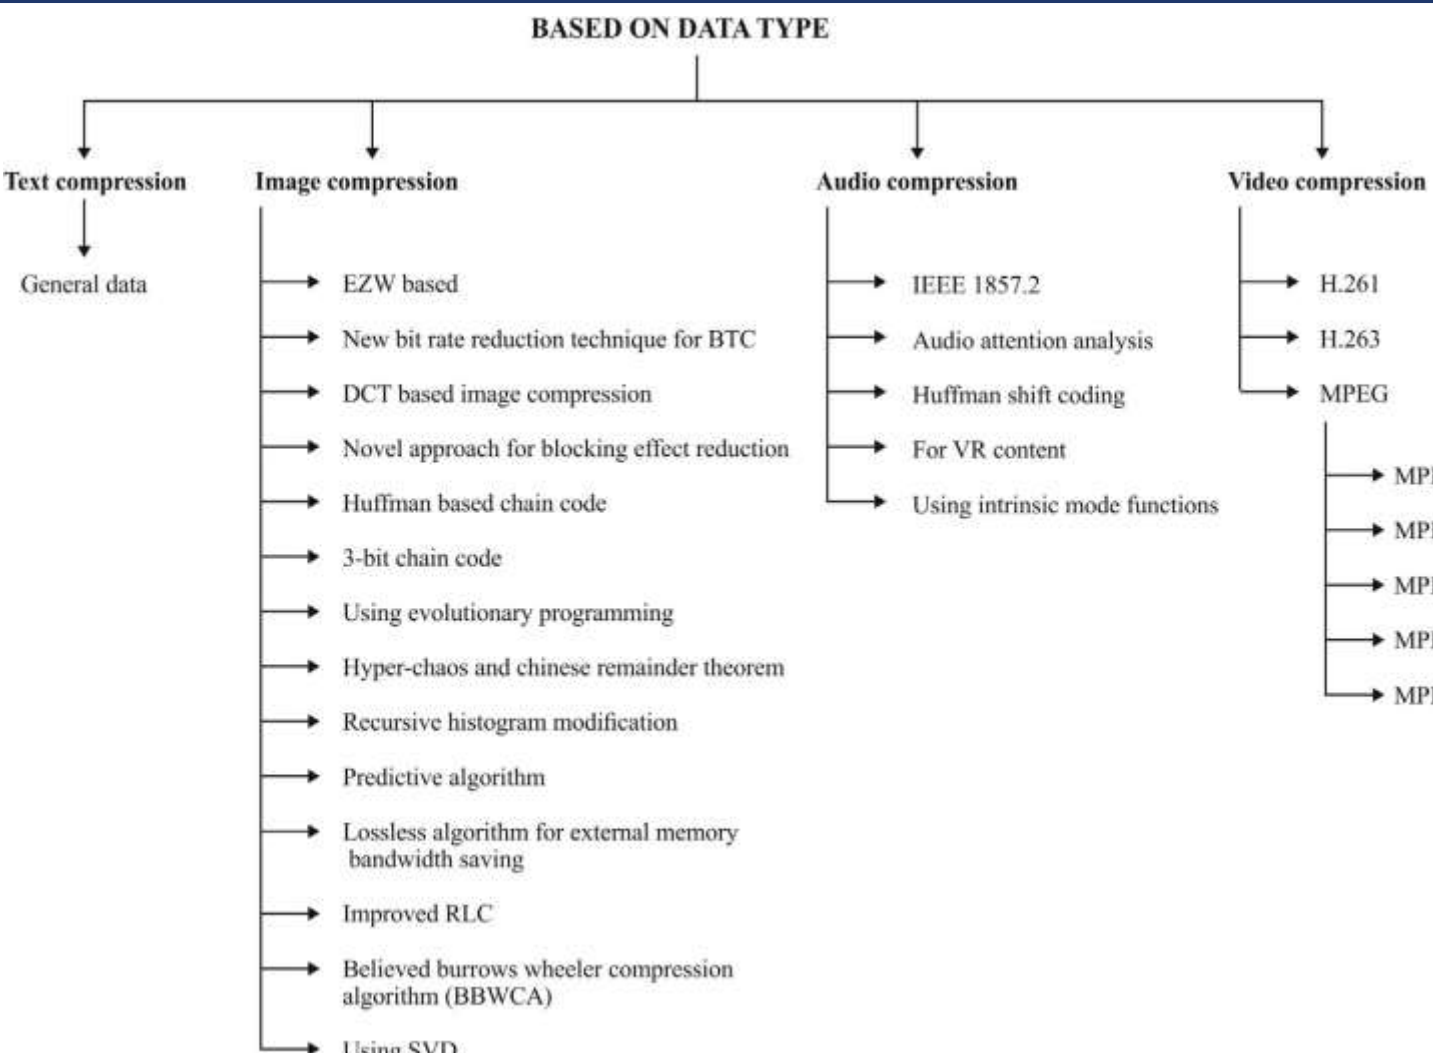 BASED ON DATA TYPE
Text compression
General data
Image compression
EZW based
New bit rate reduction technique for BTC
DCT based image compression
Novel approach for blocking effect reduction
Huffman based chain code
3-bit chain code
Using evolutionary programming
Hyper-chaos and chinese remainder theorem
Recursive histogram modification
Predictive algorithm
Lossless algorithm for external memory
bandwidth saving
Improved RLC
Believed burrows wheeler compression
algorithm (BBWCA)
Using SVD
Audio compression
IEEE 1857.2
Audio attention analysis
Huffman shift coding
For VR content
Using intrinsic mode functions
Video compression
H.261
H.263
MPEG